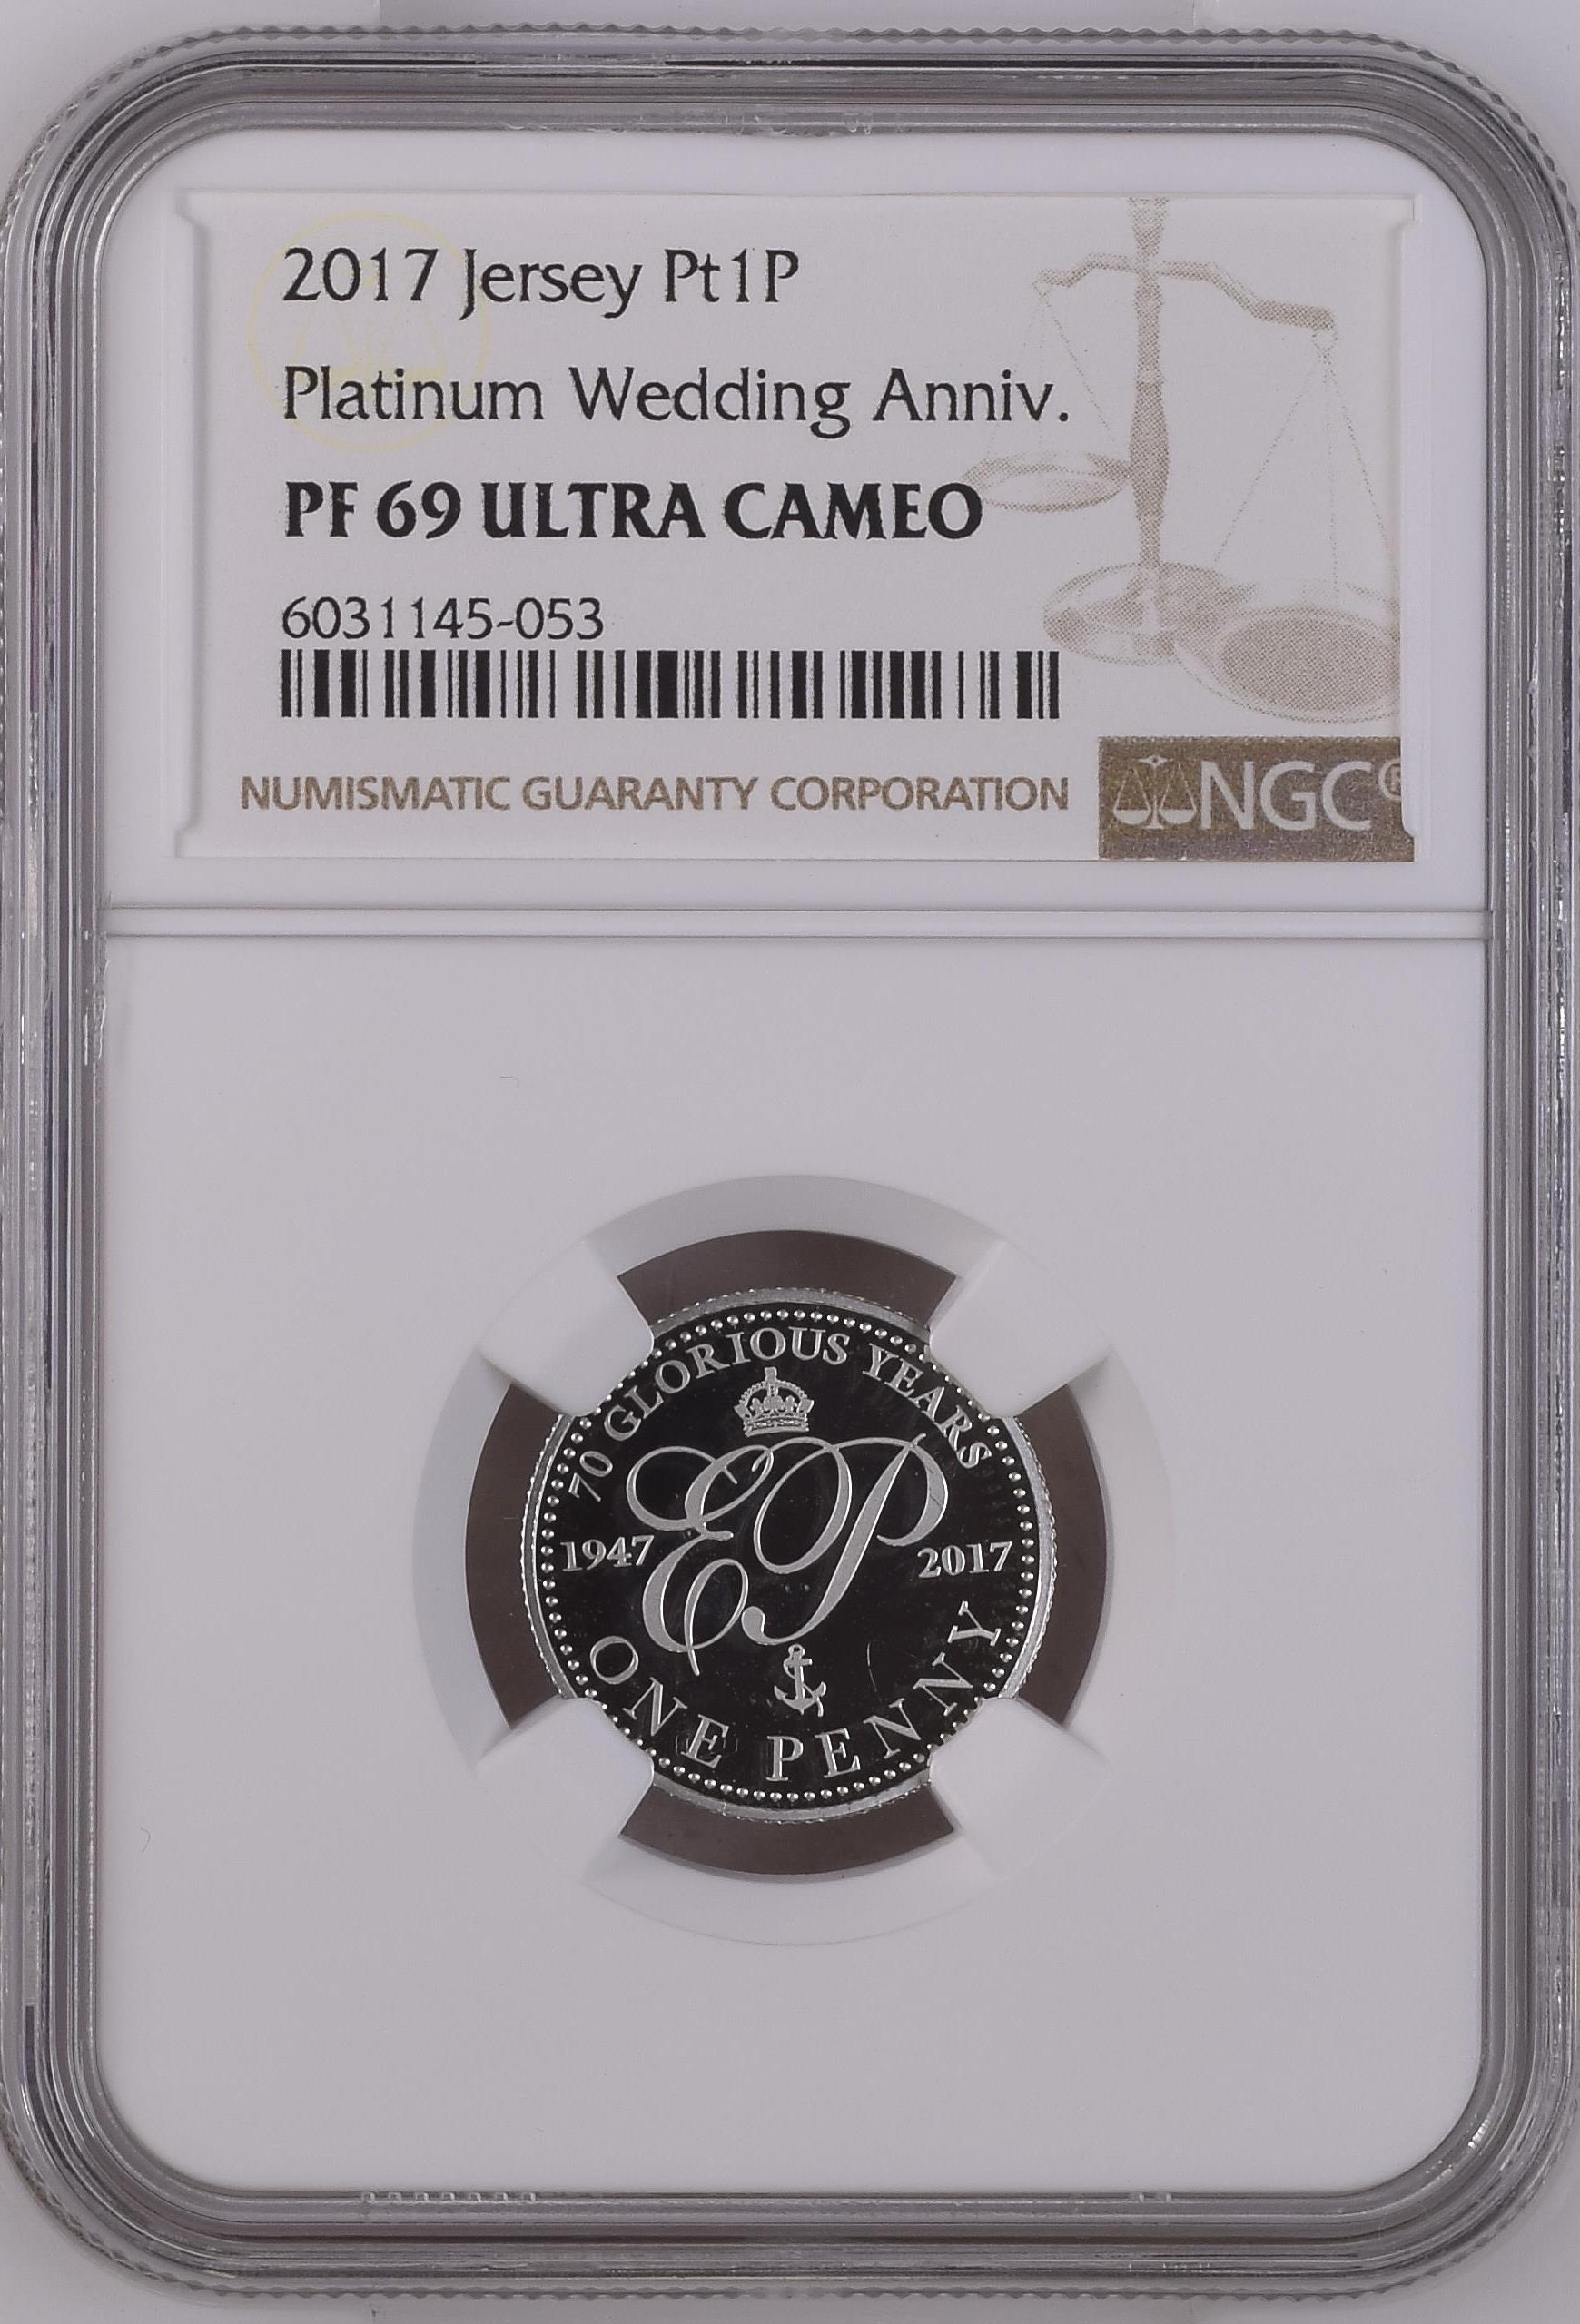 2017 Jersey Pt1P
Platinum Wedding Anniv.
PF 69 ULTRA CAMEO
6031145-053
NUMISMATIC GUARANTY CORPORATION
NGC®
70 GLORIOUS YEARS
EP
1947
2017
ONE PENNY